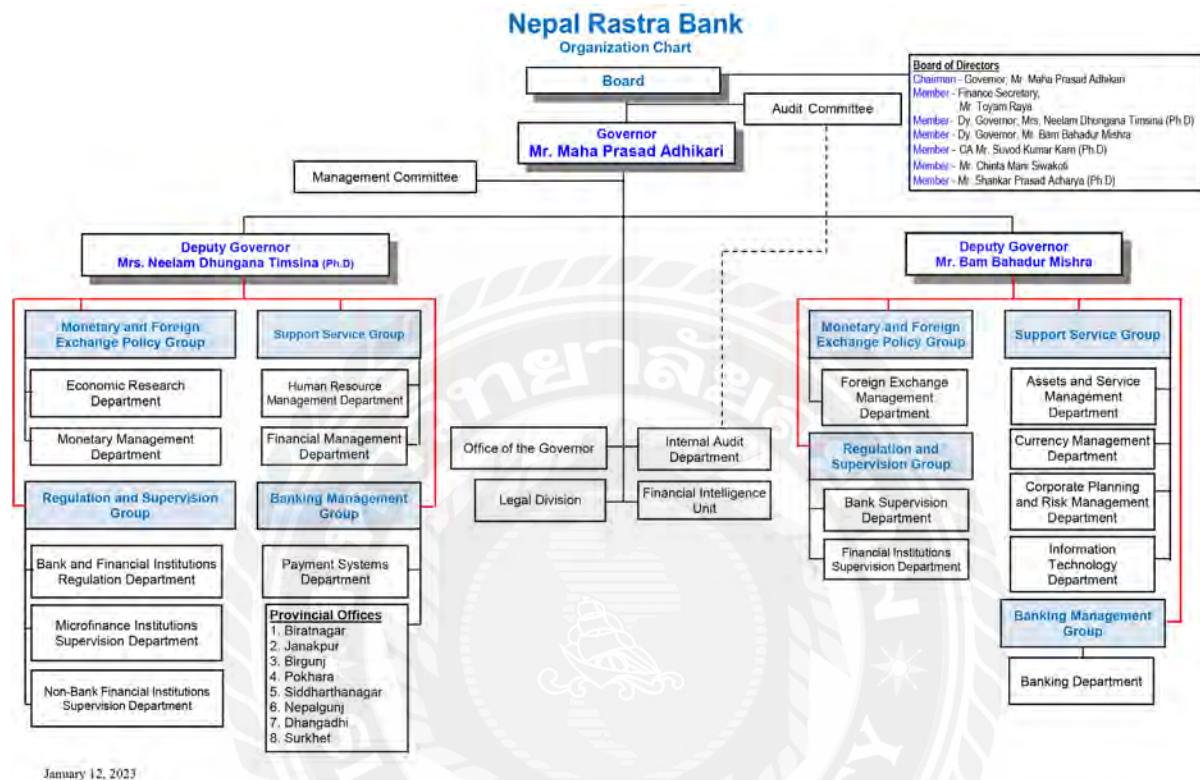 Nepal Rastra Bank
Organization Chart
Board
Board of Directors
Chairman - Governor, Mr. Maha Prasad Adhikari
Member - Finance Secretary,
Mr. Toyam Raya
Member - Dy. Governor, Mrs. Neelam Dhungana Timsina (Ph.D)
Member - Dy. Governor, Mr. Bam Bahadur Mishra
Member - CA Mr. Suvod Kumar Karn (Ph.D)
Member - Mr. Chinta Mani Siwakoti
Member - Mr. Shankar Prasad Acharya (Ph.D)
Audit Committee
Governor
Mr. Maha Prasad Adhikari
Management Committee
Deputy Governor
Mrs. Neelam Dhungana Timsina (Ph.D)
Deputy Governor
Mr. Bam Bahadur Mishra
Monetary and Foreign
Exchange Policy Group
Economic Research
Department
Monetary Management
Department
Regulation and Supervision
Group
Bank and Financial Institutions
Regulation Department
Microfinance Institutions
Supervision Department
Non-Bank Financial Institutions
Supervision Department
Support Service Group
Human Resource
Management Department
Financial Management
Department
Banking Management
Group
Payment Systems
Department
Provincial Offices
1. Biratnagar
2. Janakpur
3. Birgunj
4. Pokhara
5. Siddharthanagar
6. Nepalgunj
7. Dhangadhi
8. Surkhet
Office of the Governor
Internal Audit
Department
Legal Division
Financial Intelligence
Unit
Monetary and Foreign
Exchange Policy Group
Foreign Exchange
Management
Department
Regulation and
Supervision Group
Bank Supervision
Department
Financial Institutions
Supervision Department
Support Service Group
Assets and Service
Management
Department
Currency Management
Department
Corporate Planning
and Risk Management
Department
Information
Technology
Department
Banking Management
Group
Banking Department
January 12, 2023